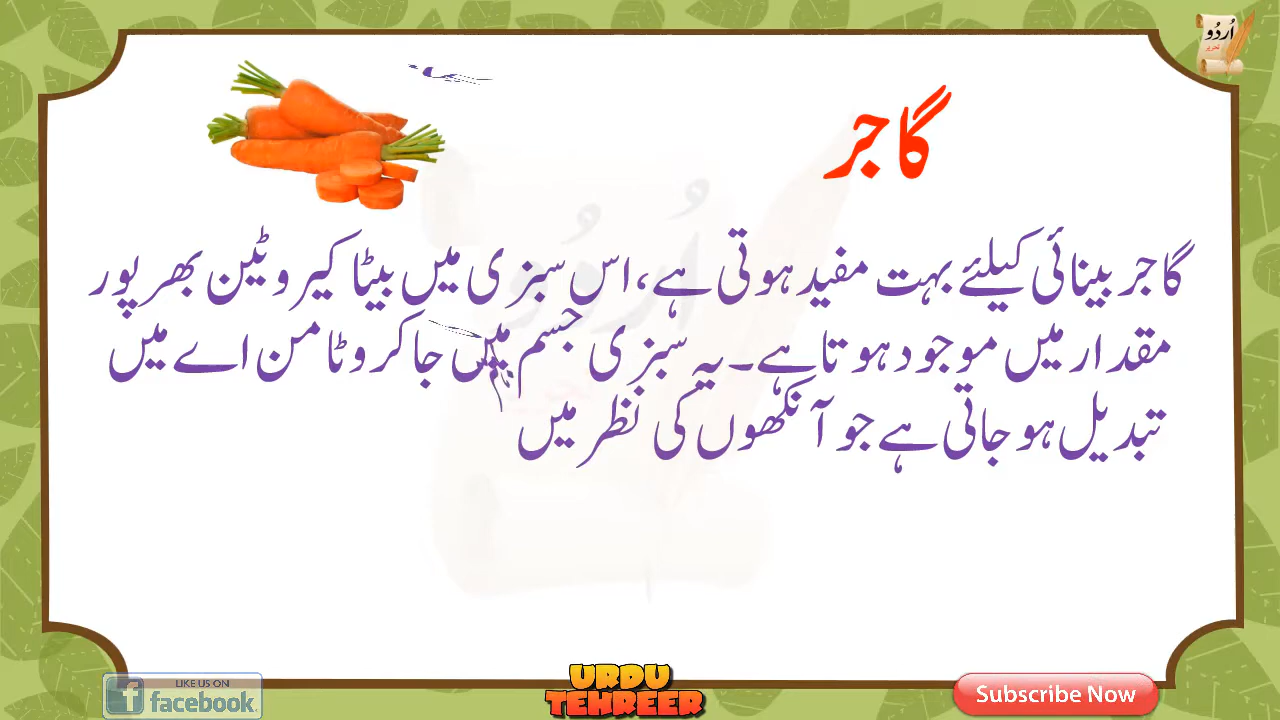 اُردُو
تحریر
گاجر
گاجر بینائی کیلئے بہت مفید ہوتی ہے، اس سبزی میں بیٹا کیروٹین بھرپور
مقدار میں موجود ہوتا ہے۔ یہ سبزی جسم میں جا کر وٹامن اے میں
تبدیل ہو جاتی ہے جو آنکھوں کی نظر میں
LIKE US ON
facebook.
URDU
TEHREER
Subscribe Now